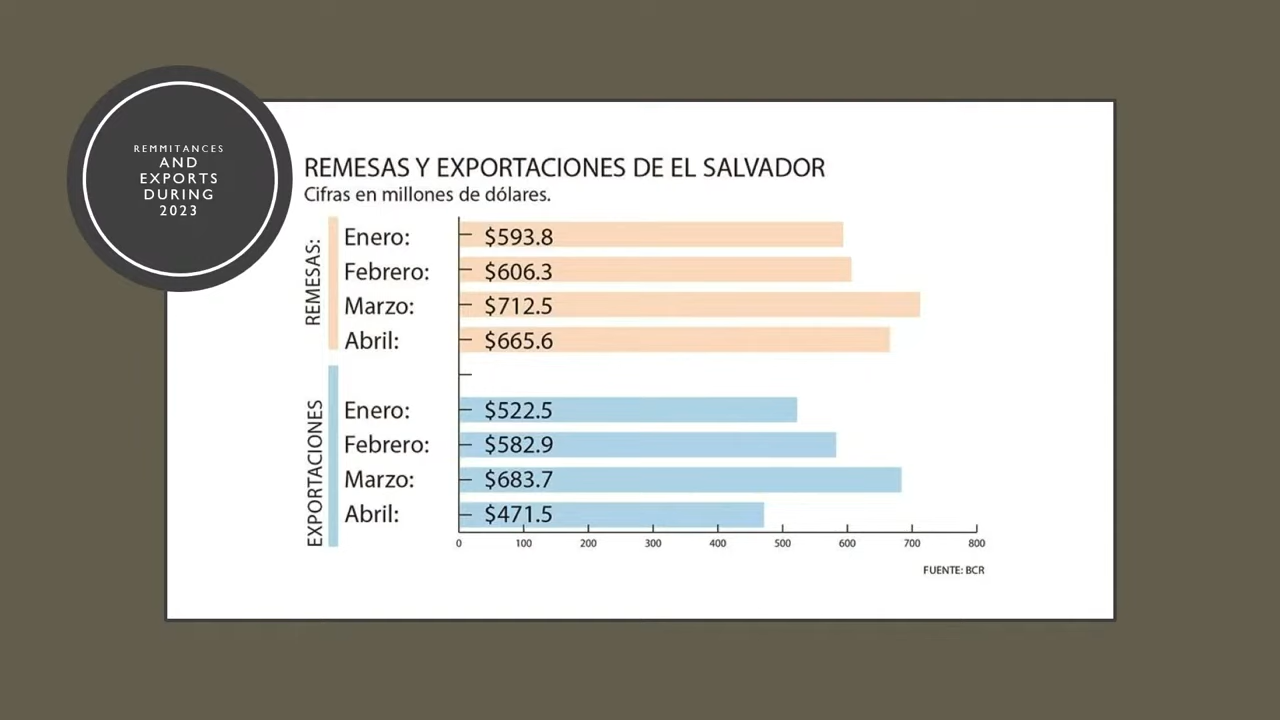 REMMITANCES
AND
EXPORTS
DURING
2023
REMESAS Y EXPORTACIONES DE EL SALVADOR
Cifras en millones de dólares.
REMESAS:
Enero: $593.8
Febrero: $606.3
Marzo: $712.5
Abril: $665.6
EXPORTACIONES
Enero: $522.5
Febrero: $582.9
Marzo: $683.7
Abril: $471.5
0 100 200 300 400 500 600 700 800
FUENTE: BCR